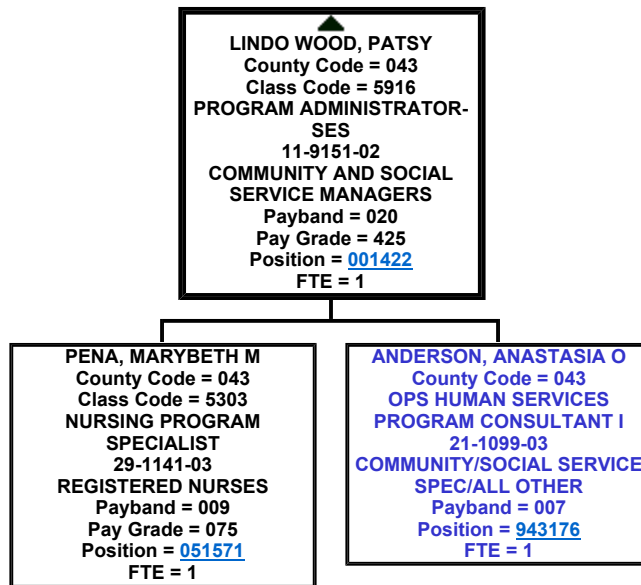 LINDO WOOD, PATSY
County Code = 043
Class Code = 5916
PROGRAM ADMINISTRATOR-
SES
11-9151-02
COMMUNITY AND SOCIAL
SERVICE MANAGERS
Payband = 020
Pay Grade = 425
Position = 001422
FTE = 1
PENA, MARYBETH M
County Code = 043
Class Code = 5303
NURSING PROGRAM
SPECIALIST
29-1141-03
REGISTERED NURSES
Payband = 009
Pay Grade = 075
Position = 051571
FTE = 1
ANDERSON, ANASTASIA O
County Code = 043
OPS HUMAN SERVICES
PROGRAM CONSULTANT I
21-1099-03
COMMUNITY/SOCIAL SERVICE
SPEC/ALL OTHER
Payband = 007
Position = 943176
FTE = 1